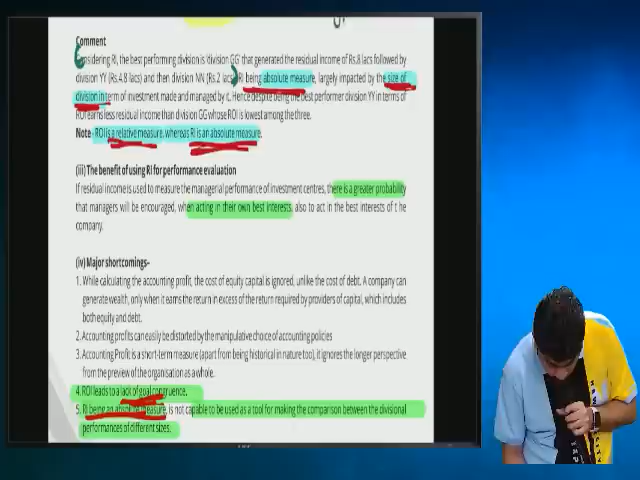 Comment
Considering RI, the best performing division is 'division GG' that generated the residual income of Rs.8 lacs followed by
division YY (Rs.4.8 lacs) and then division NN (Rs.2 lacs). RI being absolute measure, largely impacted by the size of
division in term of investment made and managed by it. Hence despite being the best performer division YY in terms of
ROI earns less residual income than division GG whose ROI is lowest among the three.
Note - ROI is a relative measure, whereas RI is an absolute measure.
(iii) The benefit of using RI for performance evaluation
If residual income is used to measure the managerial performance of investment centres, there is a greater probability
that managers will be encouraged, when acting in their own best interests, also to act in the best interests of t he
company.
(iv) Major shortcomings-
1. While calculating the accounting profit, the cost of equity capital is ignored, unlike the cost of debt. A company can
generate wealth, only when it earns the return in excess of the return required by providers of capital, which includes
both equity and debt.
2. Accounting profits can easily be distorted by the manipulative choice of accounting policies
3. Accounting Profit is a short-term measure (apart from being historical in nature too), it ignores the longer perspective
from the preview of the organisation as a whole.
4. ROI leads to a lack of goal congruence.
5. RI being an absolute measure, is not capable to be used as a tool for making the comparison between the divisional
performances of different sizes.